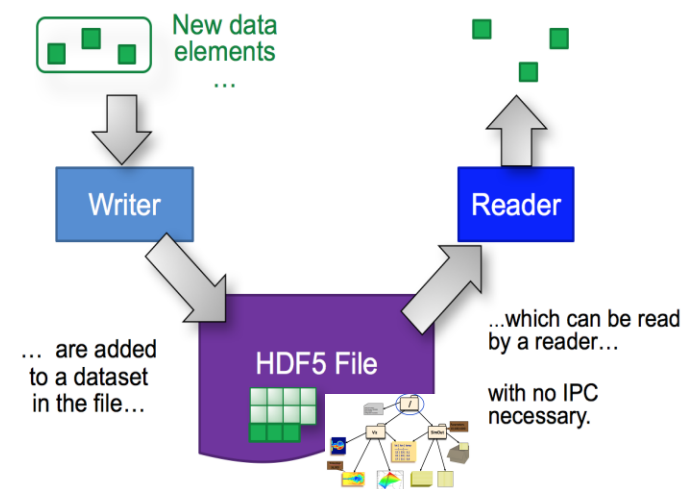 New data
elements
…
Writer
Reader
… are added
to a dataset
in the file…
HDF5 File
...which can be read
by a reader…
with no IPC
necessary.
/